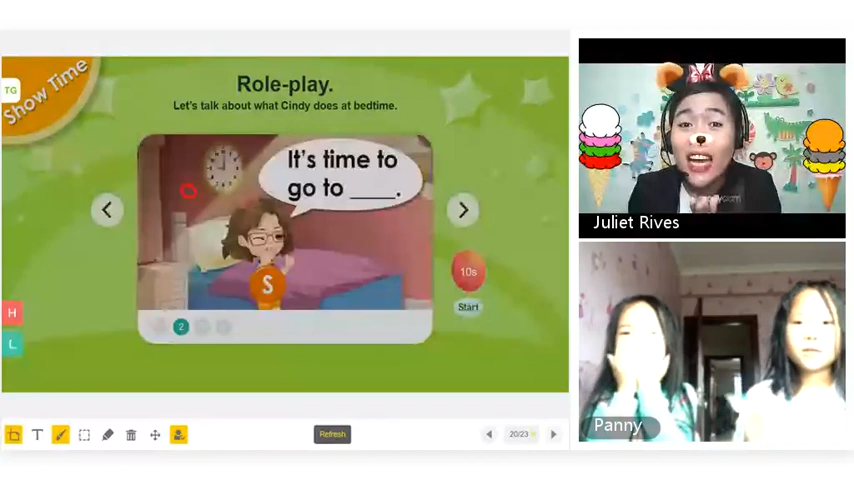 TG
Show Time
Role-play.
Let's talk about what Cindy does at bedtime.
It's time to
go to ____.
S
10s
Start
2
H
L
T
Refresh
20/23
Juliet Rives
Panny